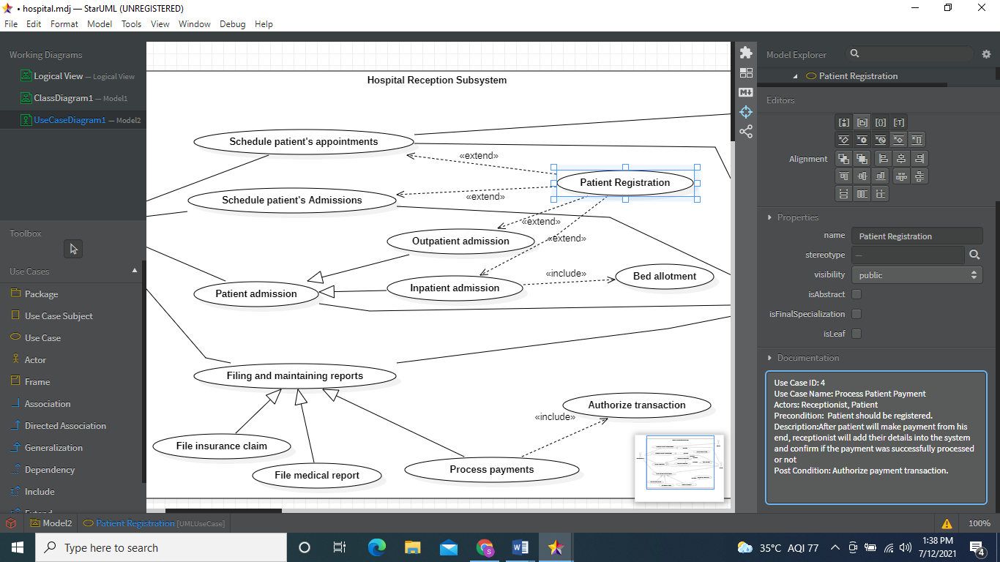 • hospital.mdj — StarUML (UNREGISTERED)
File Edit Format Model Tools View Window Debug Help
Working Diagrams
Logical View — Logical View
ClassDiagram1 — Model1
UseCaseDiagram1 — Model2
Toolbox
Use Cases
Package
Use Case Subject
Use Case
Actor
Frame
Association
Directed Association
Generalization
Dependency
Include
Extend
Hospital Reception Subsystem
Schedule patient's appointments
«extend»
Patient Registration
Schedule patient's Admissions
«extend»
«extend»
Outpatient admission
«extend»
«include»
Bed allotment
Patient admission
Inpatient admission
Filing and maintaining reports
Authorize transaction
«include»
File insurance claim
File medical report
Process payments
Model Explorer
Patient Registration
Editors
Alignment
Properties
name Patient Registration
stereotype —
visibility public
isAbstract
isFinalSpecialization
isLeaf
Documentation
Use Case ID: 4
Use Case Name: Process Patient Payment
Actors: Receptionist, Patient
Precondition:  Patient should be registered.
Description:After patient will make payment from his
end, receptionist will add their details into the system
and confirm if the payment was successfully processed
or not
Post Condition: Authorize payment transaction.
Model2 Patient Registration [UMLUseCase]
100%
Type here to search
35°C AQI 77
1:38 PM
7/12/2021
4